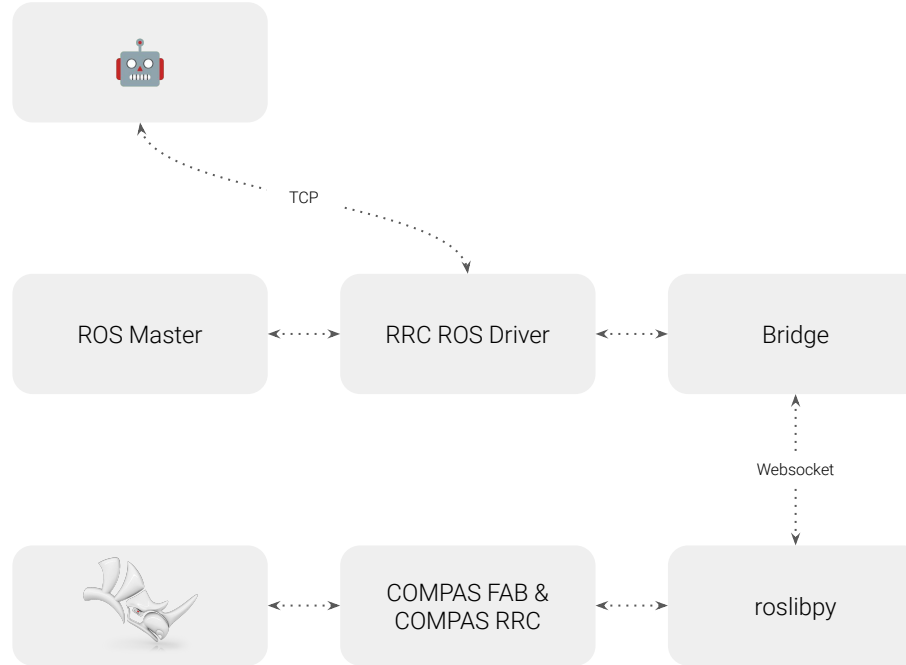 TCP
ROS Master
RRC ROS Driver
Bridge
Websocket
COMPAS FAB &
COMPAS RRC
roslibpy